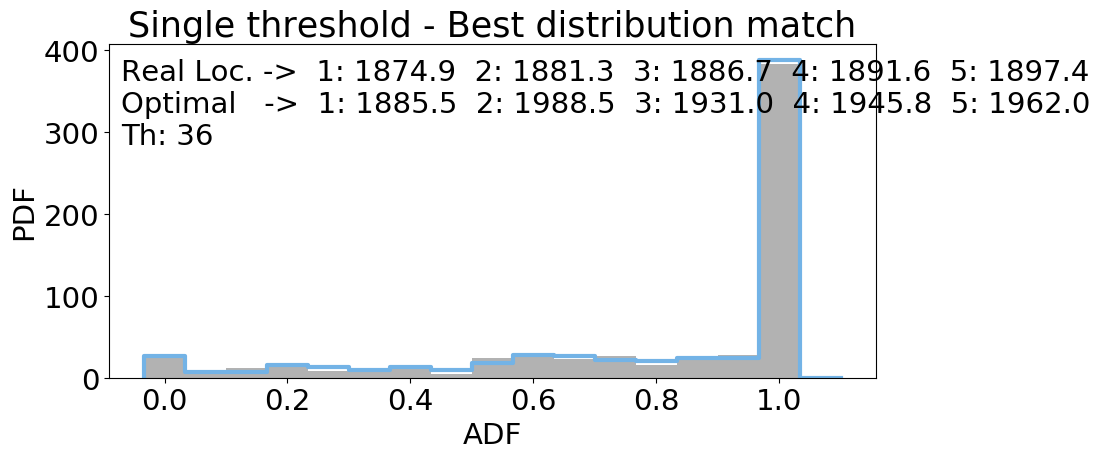 Single threshold - Best distribution match
Real Loc. -> 1: 1874.9 2: 1881.3 3: 1886.7 4: 1891.6 5: 1897.4
Optimal -> 1: 1885.5 2: 1988.5 3: 1931.0 4: 1945.8 5: 1962.0
Th: 36
400
300
200
100
0
PDF
0.0 0.2 0.4 0.6 0.8 1.0
ADF